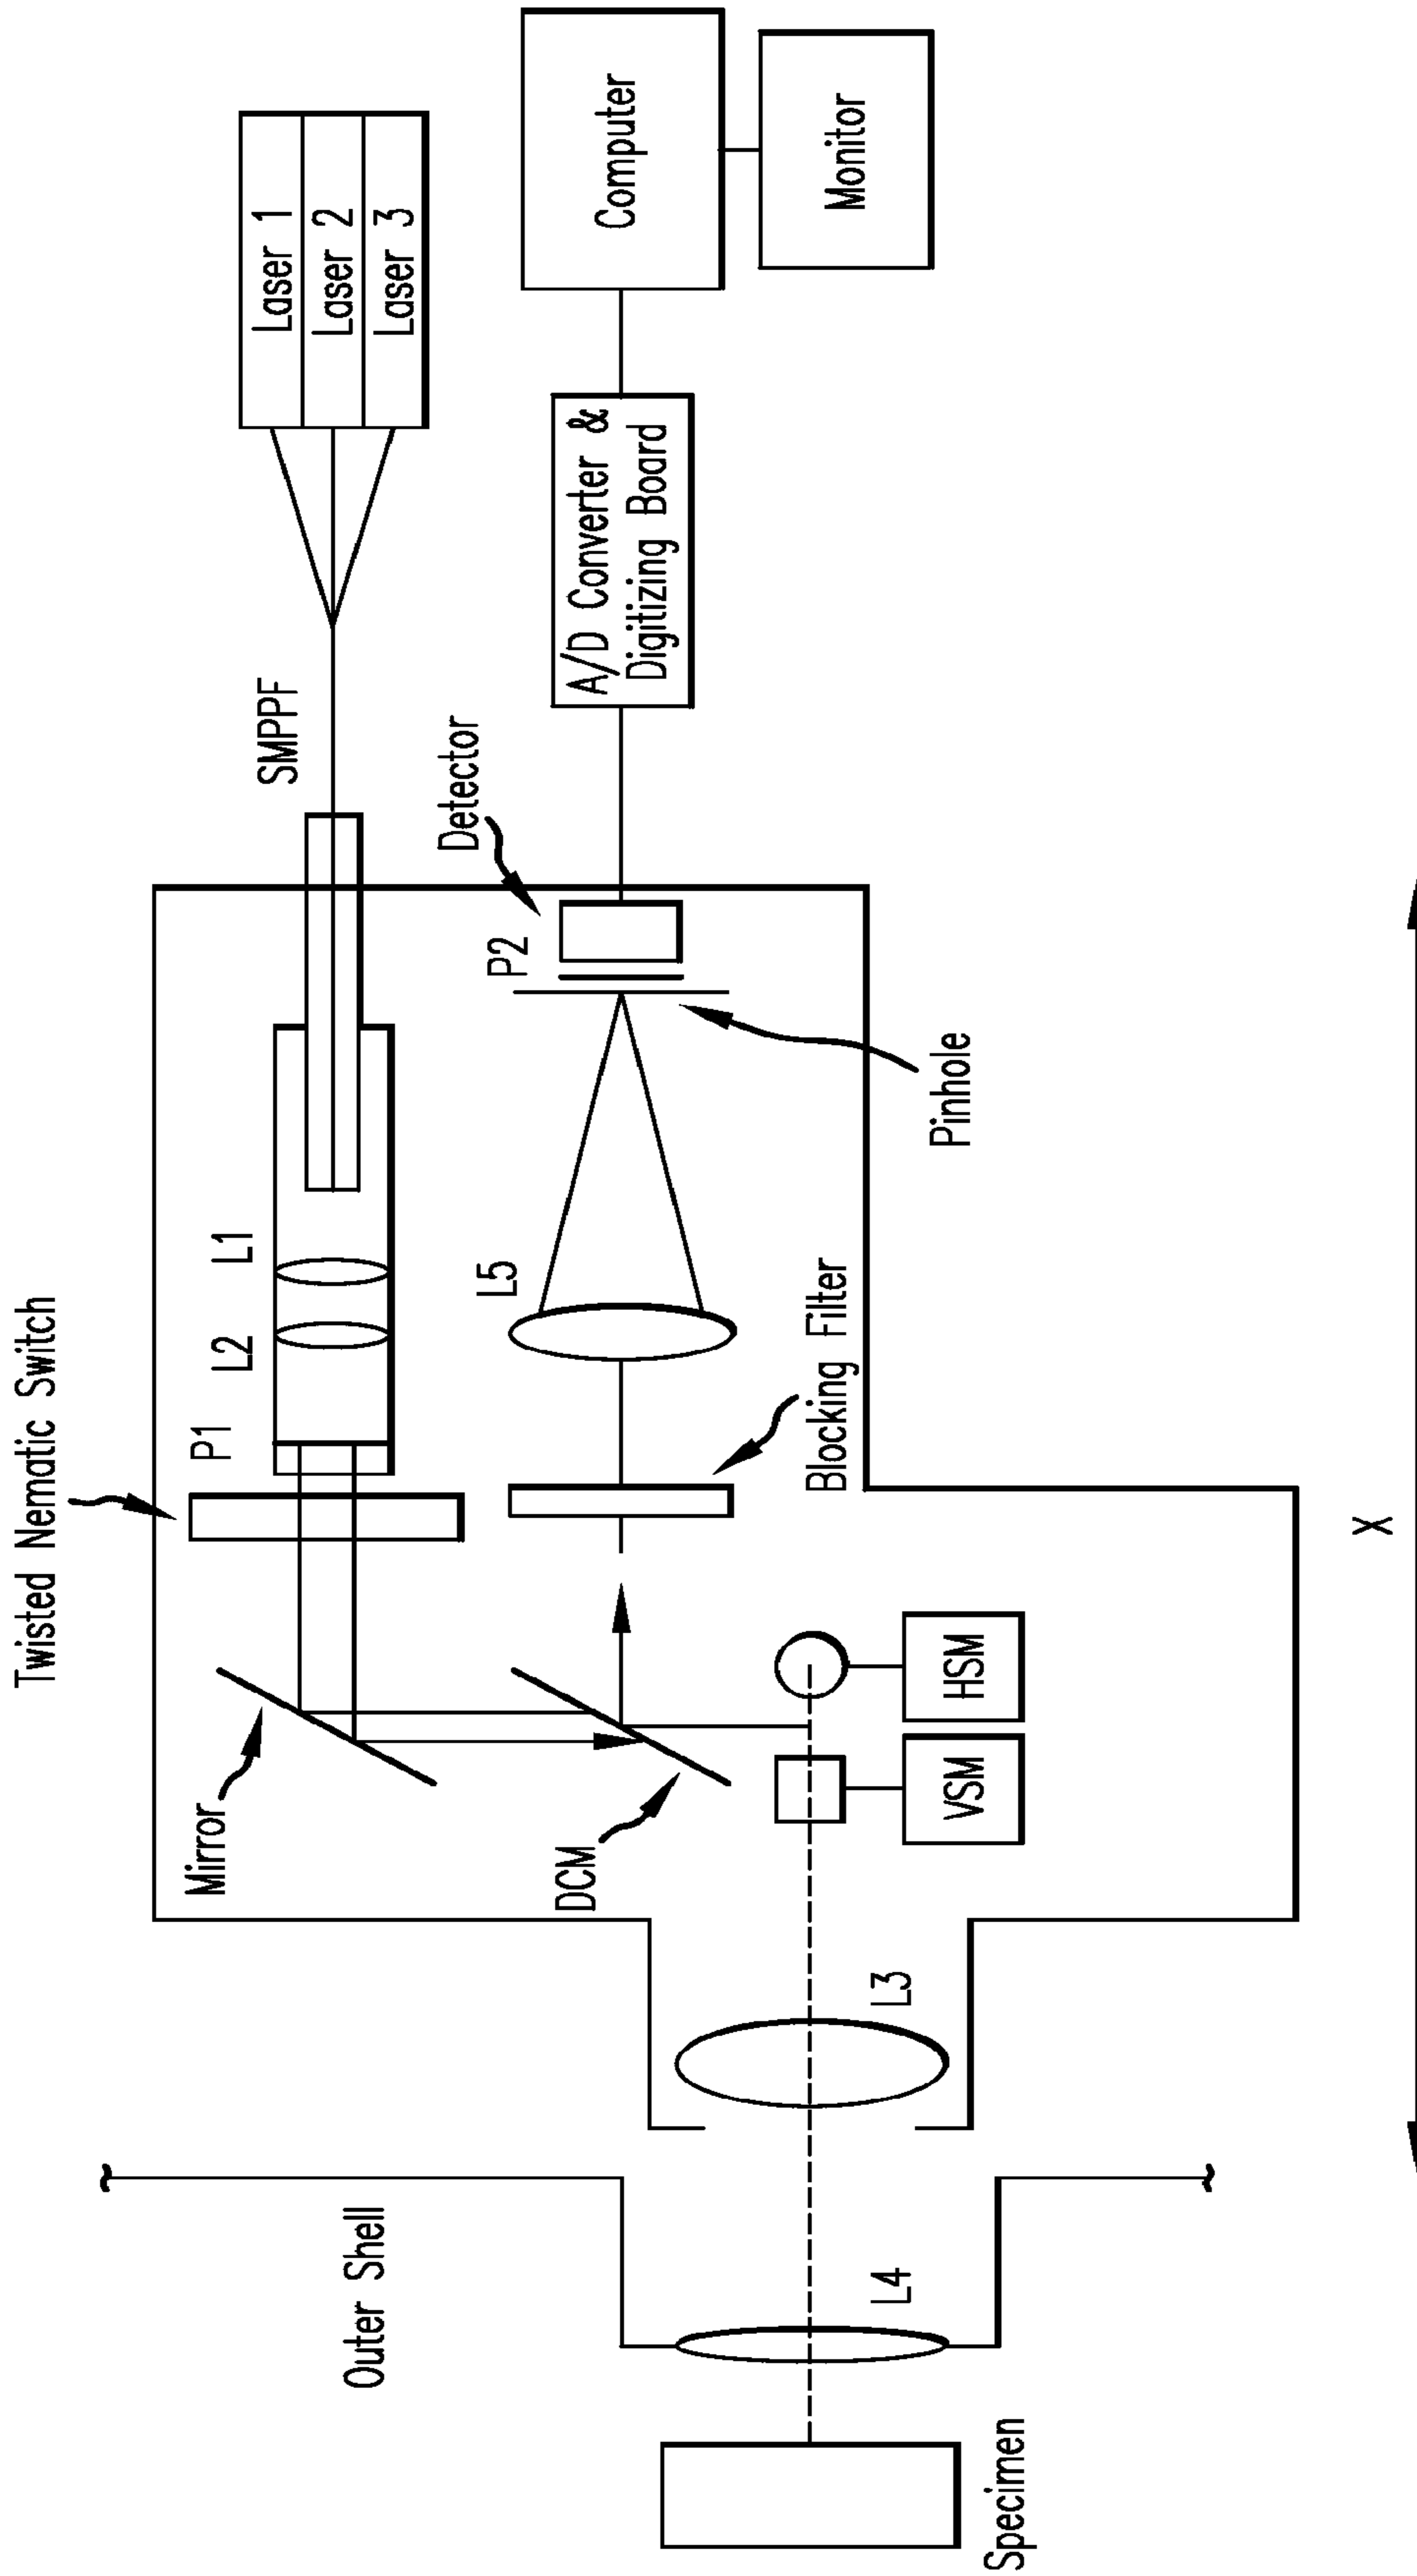 Twisted Nematic Switch
Mirror
P1
L2
L1
SMPPF
Laser 1
Laser 2
Laser 3
Outer Shell
DCM
L5
P2
Detector
A/D Converter &
Digitizing Board
Computer
Monitor
Blocking Filter
Pinhole
L4
L3
VSM
HSM
Specimen
X